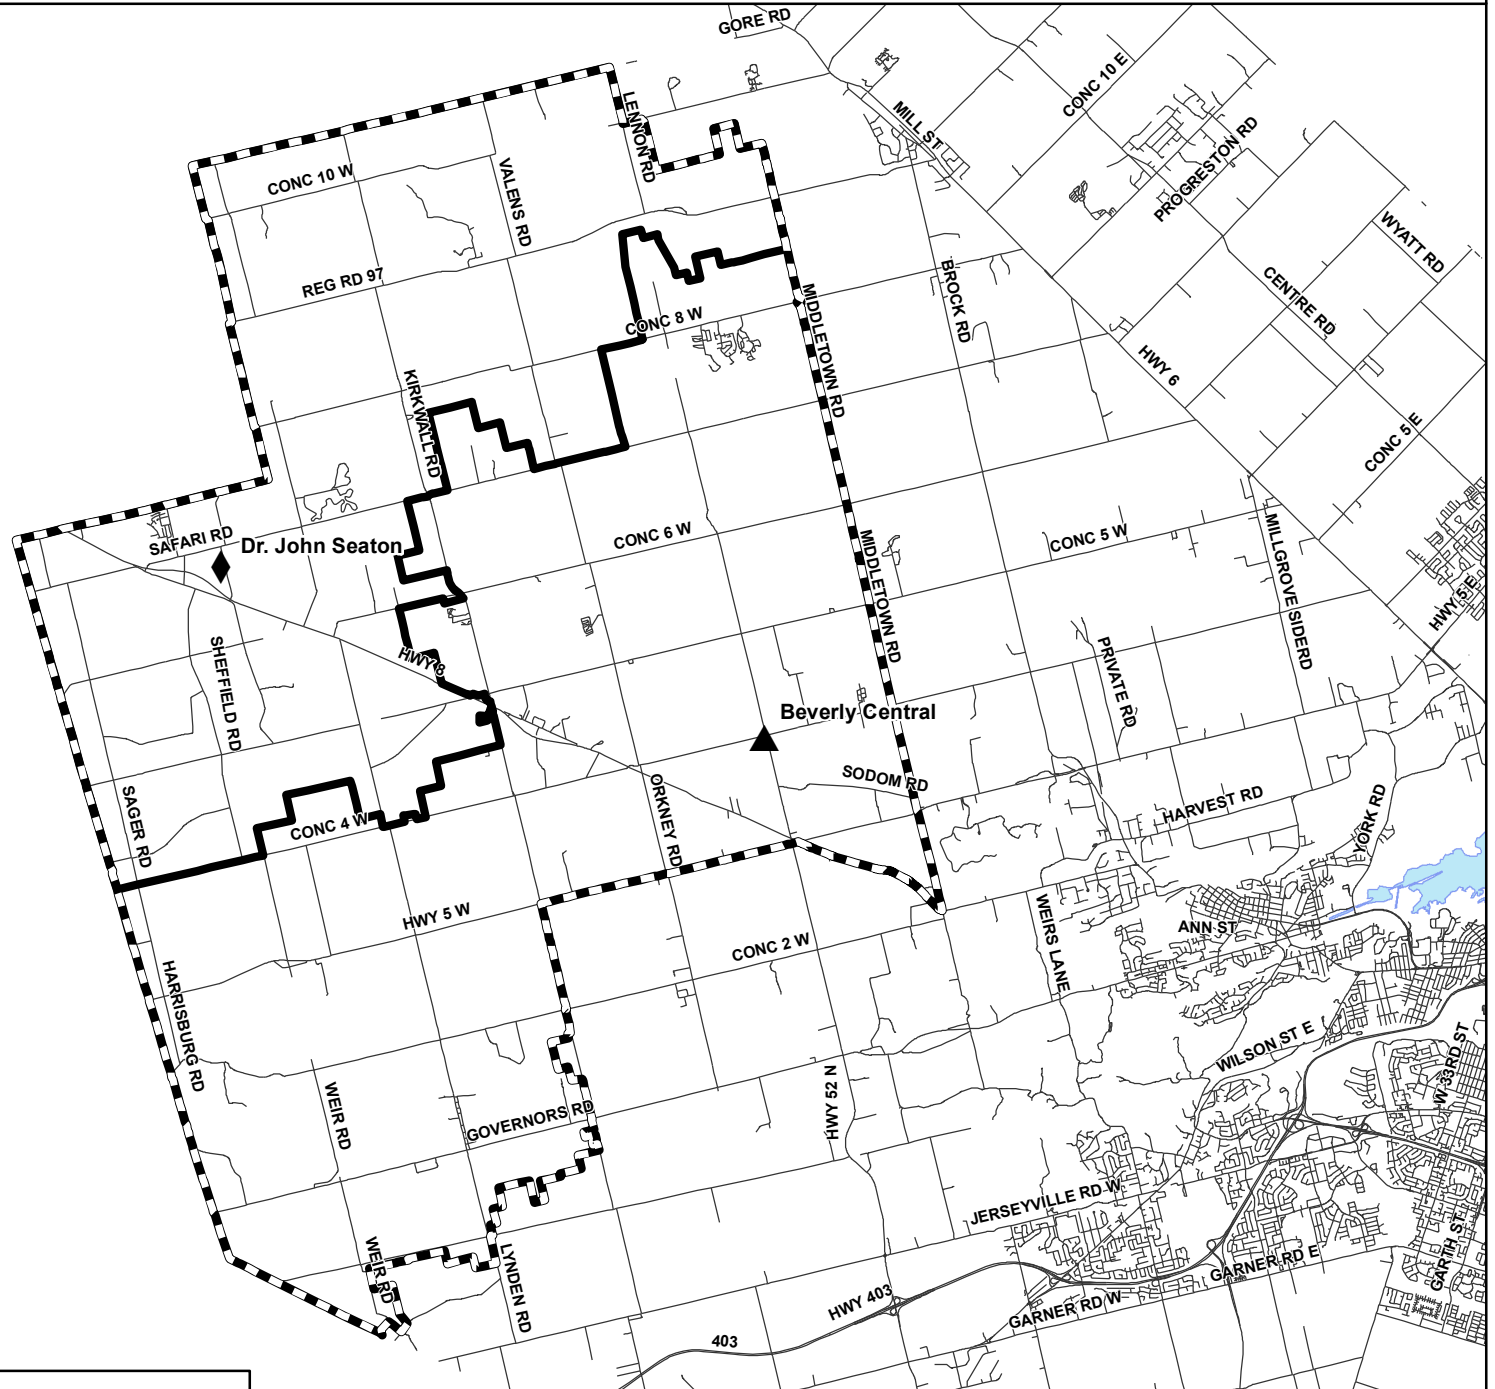 GORE RD
CONC 10 E
LENNON RD
MILL ST
PROGRESTON RD
CONC 10 W
VALENS RD
WYATT RD
REG RD 97
BROCK RD
CENTRE RD
CONC 8 W
MIDDLETOWN RD
HWY 6
KIRKWALL RD
CONC 5 E
SAFARI RD
Dr. John Seaton
CONC 6 W
CONC 5 W
MIDDLETOWN RD
MILLGROVE SIDERD
HWY 5 E
SHEFFIELD RD
HWY 8
PRIVATE RD
Beverly Central
SODOM RD
SAGER RD
CONC 4 W
ORKNEY RD
HARVEST RD
YORK RD
HWY 5 W
CONC 2 W
WEIRS LANE
ANN ST
HARRISBURG RD
WILSON ST E
W 33RD ST
WEIR RD
GOVERNORS RD
HWY 52 N
JERSEYVILLE RD W
WEIR RD
LYNDEN RD
GARNER RD E
GARTH ST
HWY 403
GARNER RD W
403